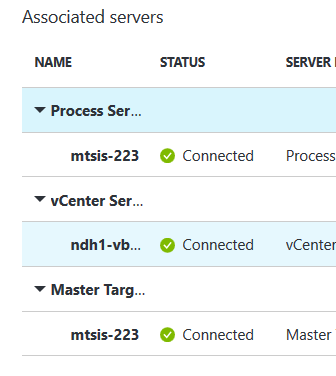 Associated servers
NAME STATUS SERVER
Process Ser...
mtsis-223 Connected Process
vCenter Ser...
ndh1-vb... Connected vCenter
Master Targ...
mtsis-223 Connected Master